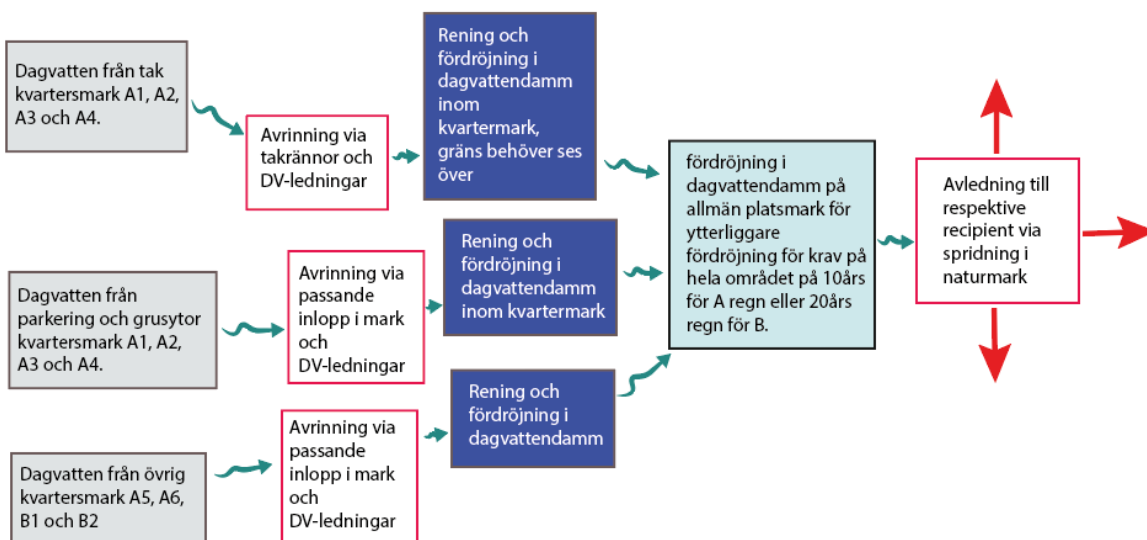 Dagvatten från tak
kvartersmark A1, A2,
A3 och A4.
Avrinning via
takrännor och
DV-ledningar
Rening och
fördröjning i
dagvattendamm
inom
kvartermark,
gräns behöver ses
över
Dagvatten från
parkering och grusytor
kvartersmark A1, A2,
A3 och A4.
Avrinning via
passande
inlopp i mark
och
DV-ledningar
Rening och
fördröjning i
dagvattendamm
inom kvartermark
Dagvatten från övrig
kvartersmark A5, A6,
B1 och B2
Avrinning via
passande
inlopp i mark
och
DV-ledningar
Rening och
fördröjning i
dagvattendamm
fördröjning i
dagvattendamm på
allmän platsmark för
ytterliggare
fördröjning för krav på
hela området på 10års
för A regn eller 20års
regn för B.
Avledning till
respektive
recipient via
spridning i
naturmark